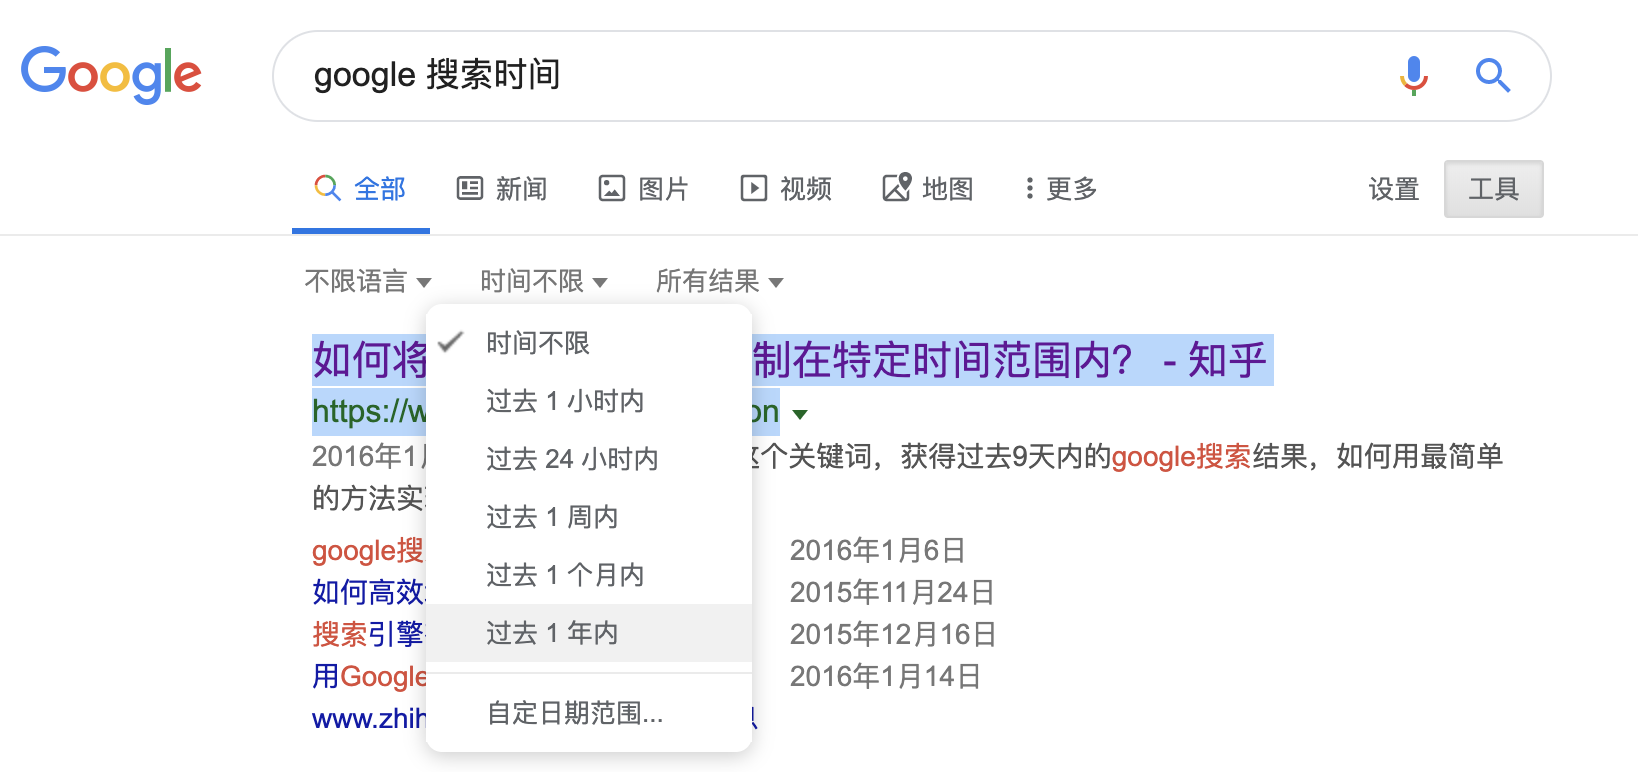 Google
google 搜索时间
全部 新闻 图片 视频 地图 更多 设置 工具
不限语言 时间不限 所有结果
时间不限
如何将 制在特定时间范围内？ - 知乎
过去 1 小时内
https://w on
过去 24 小时内
2016年1月 这个关键词，获得过去9天内的google搜索结果，如何用最简单
的方法实
过去 1 周内
google搜 2016年1月6日
过去 1 个月内
如何高效 2015年11月24日
过去 1 年内
搜索引擎 2015年12月16日
用Google 2016年1月14日
自定日期范围...
www.zhih